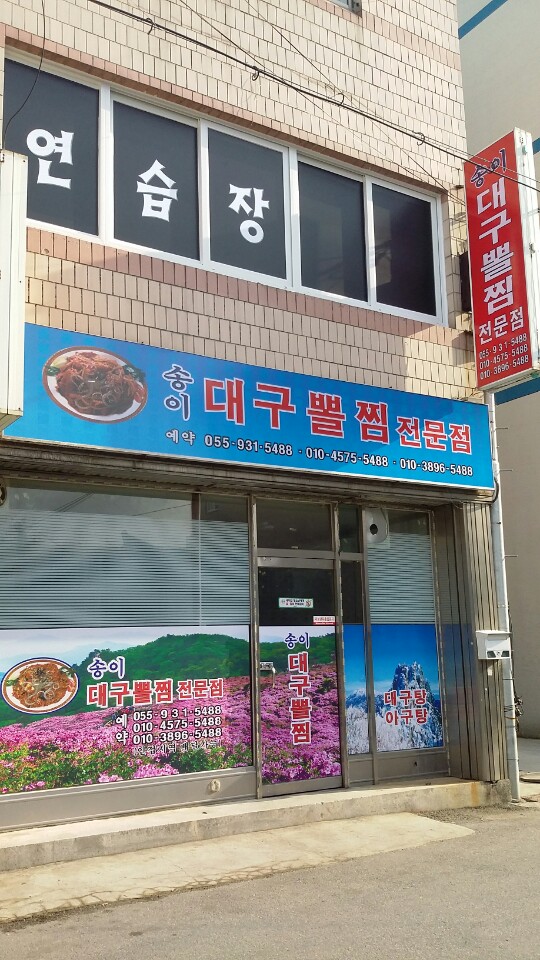 연습장
송이
대구뽈찜
전문점
055-931-5488
010-4575-5488
010-3896-5488
송이 대구뽈찜 전문점
예약 055-931-5488 · 010-4575-5488 · 010-3896-5488
송이
대구뽈찜 전문점
예약 055-931-5488
010-4575-5488
010-3896-5488
송이
대구뽈찜
대구탕
아구탕